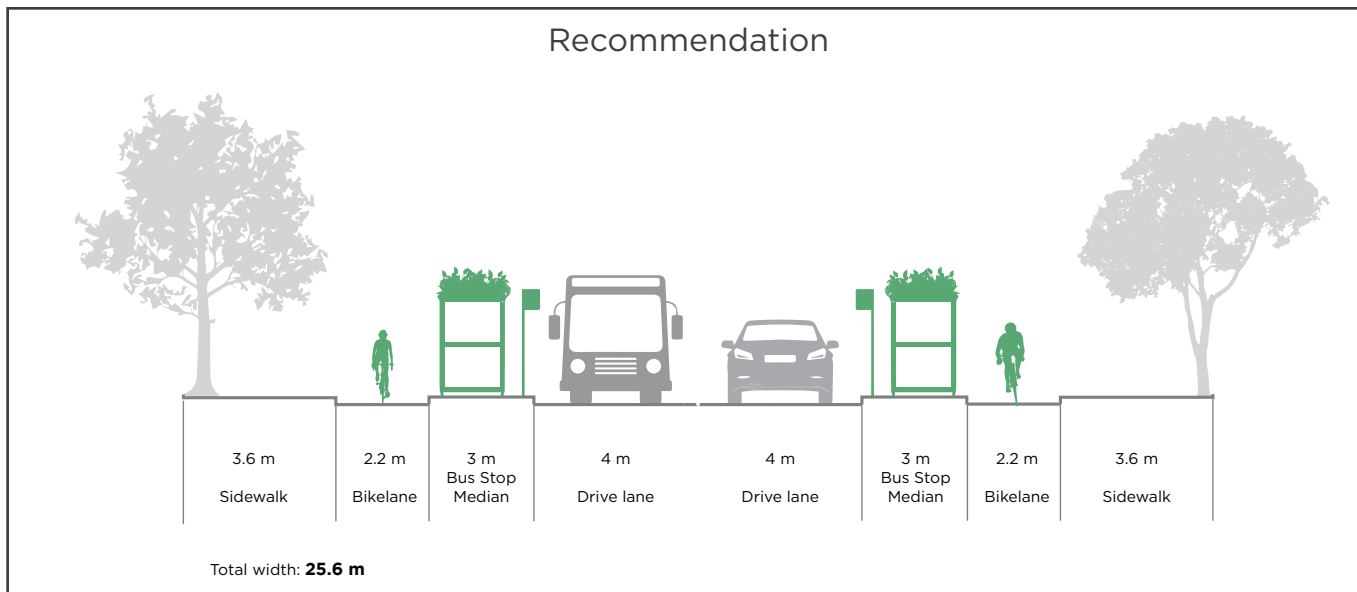 Recommendation
3.6 m
Sidewalk
2.2 m
Bikelane
3 m
Bus Stop
Median
4 m
Drive lane
4 m
Drive lane
3 m
Bus Stop
Median
2.2 m
Bikelane
3.6 m
Sidewalk
Total width: 25.6 m